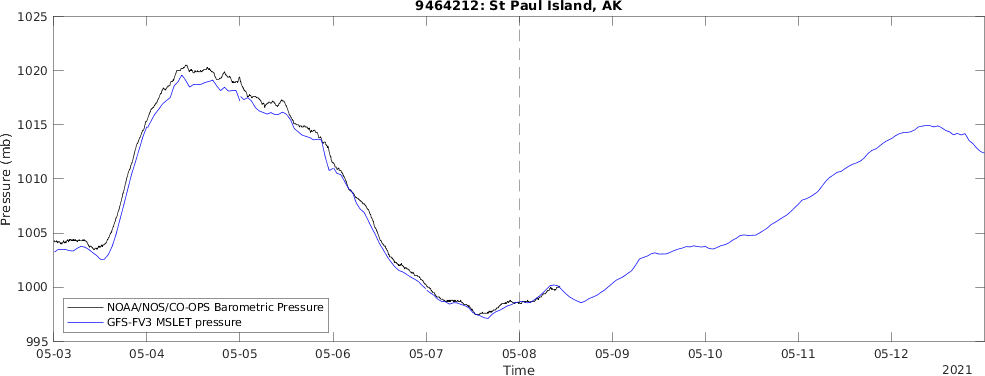 9464212: St Paul Island, AK
Pressure (mb)
1025
1020
1015
1010
1005
1000
995
NOAA/NOS/CO-OPS Barometric Pressure
GFS-FV3 MSLET pressure
05-03 05-04 05-05 05-06 05-07 05-08 05-09 05-10 05-11 05-12
Time
2021